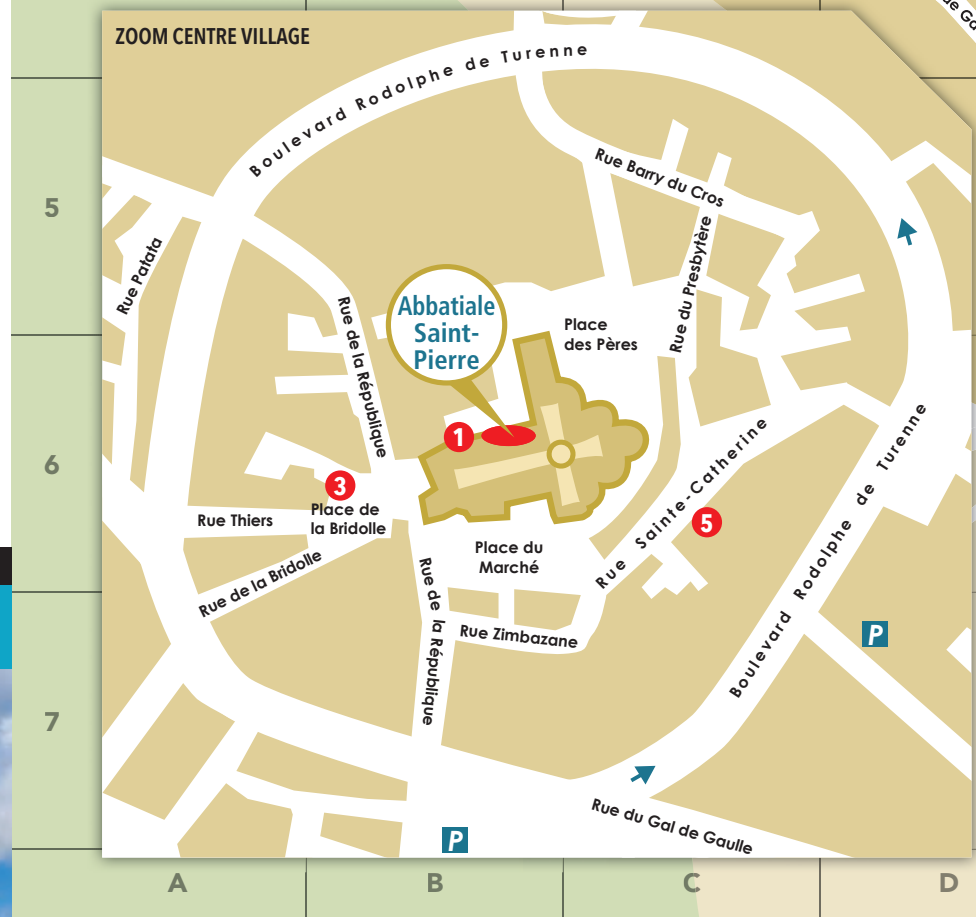 ZOOM CENTRE VILLAGE
Boulevard Rodolphe de Turenne
Rue Barry du Cros
5
Rue Patata
Rue du Presbytère
Rue de la République
Abbatiale
Saint-
Pierre
Place
des Pères
1
6
3
Place de
la Bridolle
Rue Thiers
Rue de la Bridolle
Place du
Marché
Rue Sainte-Catherine
5
Boulevard Rodolphe de Turenne
Rue de la République
Rue Zimbazane
P
7
Rue du Gal de Gaulle
P
A
B
C
D